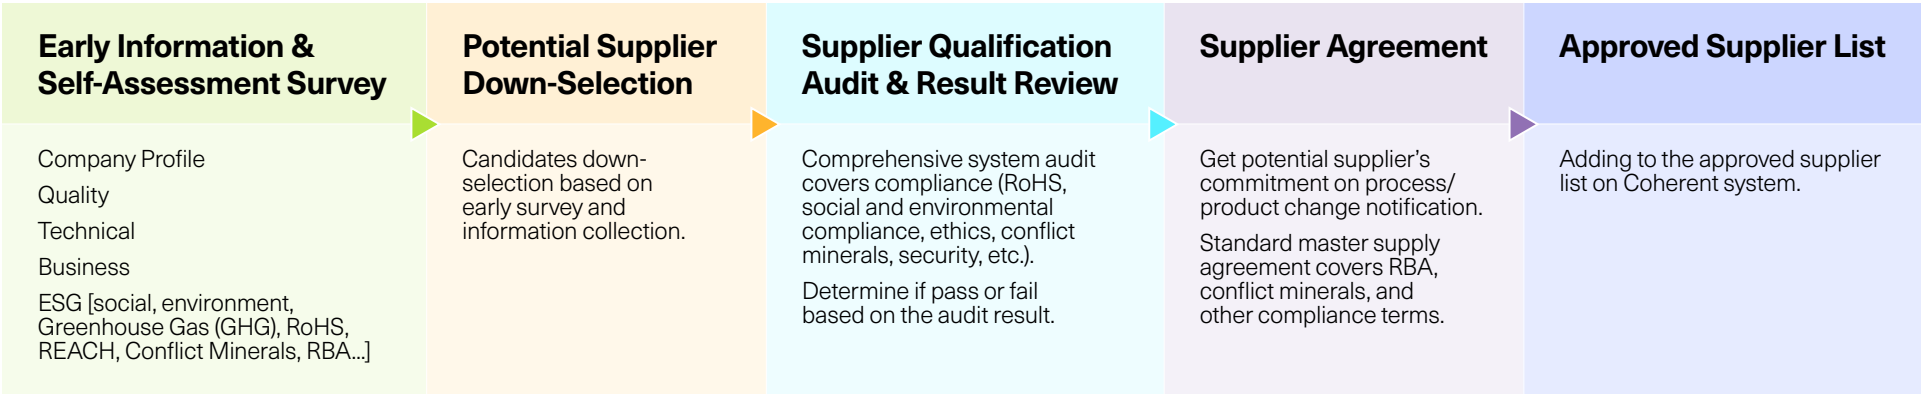 Early Information &
Self-Assessment Survey
Company Profile
Quality
Technical
Business
ESG [social, environment,
Greenhouse Gas (GHG), RoHS,
REACH, Conflict Minerals, RBA...]
Potential Supplier
Down-Selection
Candidates down-
selection based on
early survey and
information collection.
Supplier Qualification
Audit & Result Review
Comprehensive system audit
covers compliance (RoHS,
social and environmental
compliance, ethics, conflict
minerals, security, etc.).
Determine if pass or fail
based on the audit result.
Supplier Agreement
Get potential supplier’s
commitment on process/
product change notification.
Standard master supply
agreement covers RBA,
conflict minerals, and
other compliance terms.
Approved Supplier List
Adding to the approved supplier
list on Coherent system.